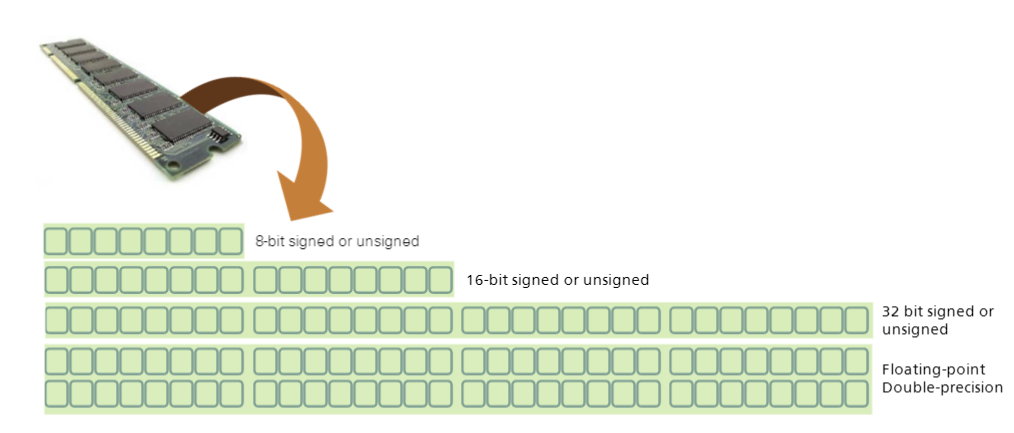 8-bit signed or unsigned
16-bit signed or unsigned
32 bit signed or
unsigned
Floating-point
Double-precision